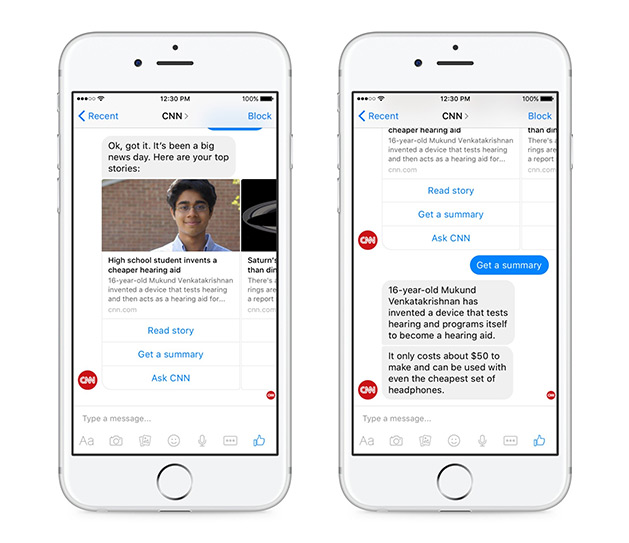 12:30 PM
100%
Recent
CNN
Block
Ok, got it. It's been a big
news day. Here are your top
stories:
High school student invents a
cheaper hearing aid
16-year-old Mukund Venkatakrishnan
invented a device that tests hearing
and then acts as a hearing aid for...
cnn.com
Saturn's
than din
There's
rings are
a report
Read story
Get a summary
Ask CNN
CNN
CNN
Type a message...
Aa
12:30 PM
100%
Recent
CNN
Block
cheaper hearing aid
16-year-old Mukund Venkatakrishnan
invented a device that tests hearing
and then acts as a hearing aid for...
cnn.com
than din
There's
rings are
a report
Read story
Get a summary
Ask CNN
CNN
Get a summary
16-year-old Mukund
Venkatakrishnan has
invented a device that tests
hearing and programs itself
to become a hearing aid.
It only costs about $50 to
make and can be used with
even the cheapest set of
headphones.
CNN
CNN
Type a message...
Aa